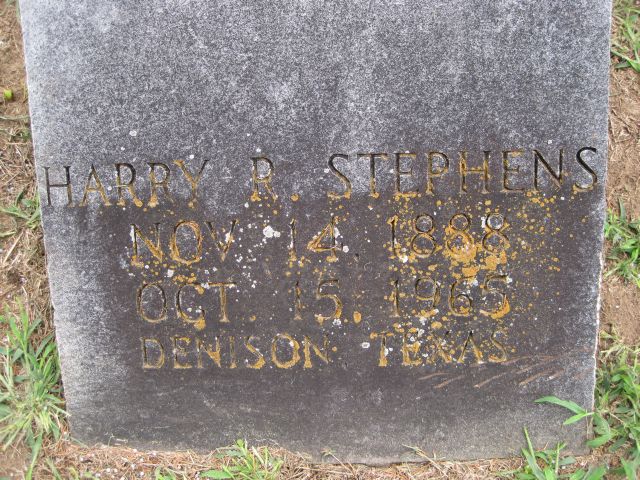 HARRY R. STEPHENS
NOV 14, 1888
OCT. 15, 1965
DENISON TEXAS